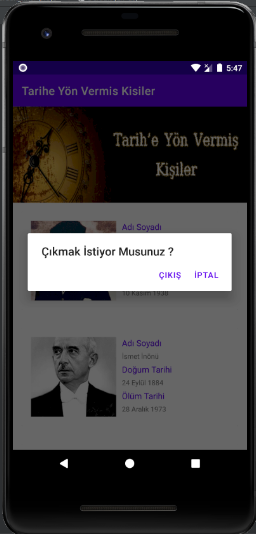 5:47
Tarihe Yön Vermis Kisiler
Tarih'e Yön Vermiş
Kişiler
Adı Soyadı
Çıkmak İstiyor Musunuz ?
ÇIKIŞ İPTAL
10 Kasım 1938
Adı Soyadı
İsmet İnönü
Doğum Tarihi
24 Eylül 1884
Ölüm Tarihi
25 Aralık 1973